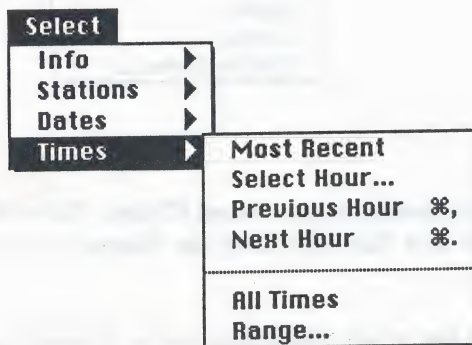 Select
Info ▶
Stations ▶
Dates ▶
Times ▶
Most Recent
Select Hour...
Previous Hour ⌘,
Next Hour ⌘.
All Times
Range...